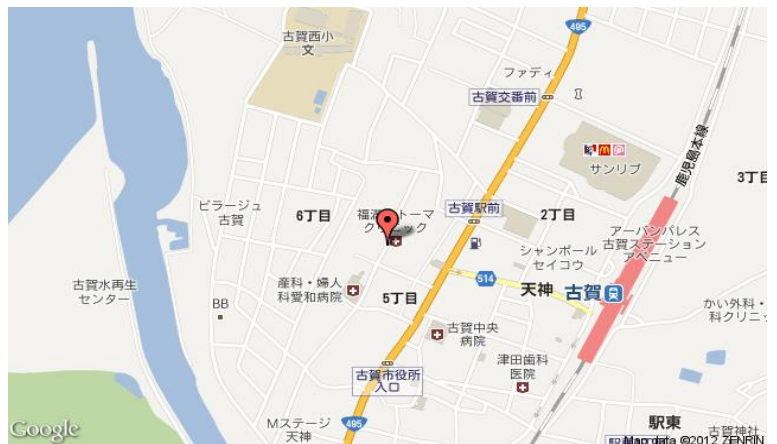 495
古賀西小
文
ファディ
古賀交番前
サンリブ
鹿児島本線
3丁目
ビラージュ
古賀
6丁目
クリニック
古賀駅前
2丁目
シャンボール
セイコウ
アーバンパレス
古賀ステーション
アベニュー
古賀水再生
センター
BB
産科・婦人
科愛和病院
5丁目
514
天神
古賀
かい外科・
科クリニッ
古賀中央
病院
津田歯科
医院
古賀市役所
入口
Mステージ
天神
495
駅東
古賀神社
Google
Map data ©2012 ZENRIN